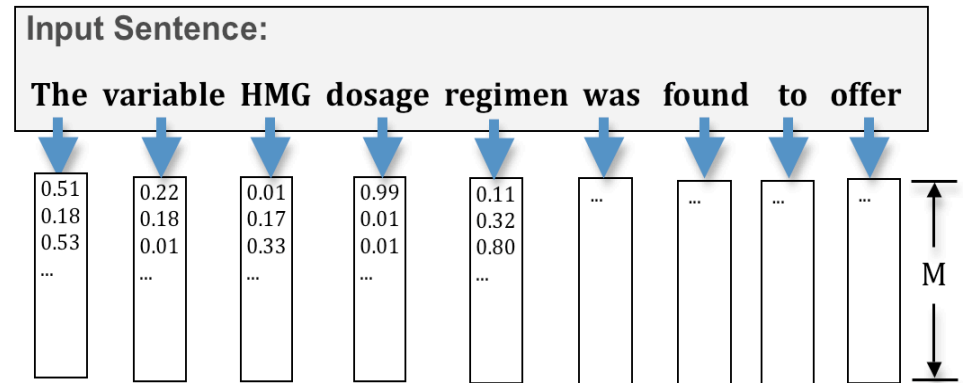 Input Sentence:
The variable HMG dosage regimen was found to offer
0.51 0.22 0.01 0.99 0.11 ... ... ... ...
0.18 0.18 0.17 0.01 0.32
0.53 0.01 0.33 0.01 0.80
... ... ... ... ...
M